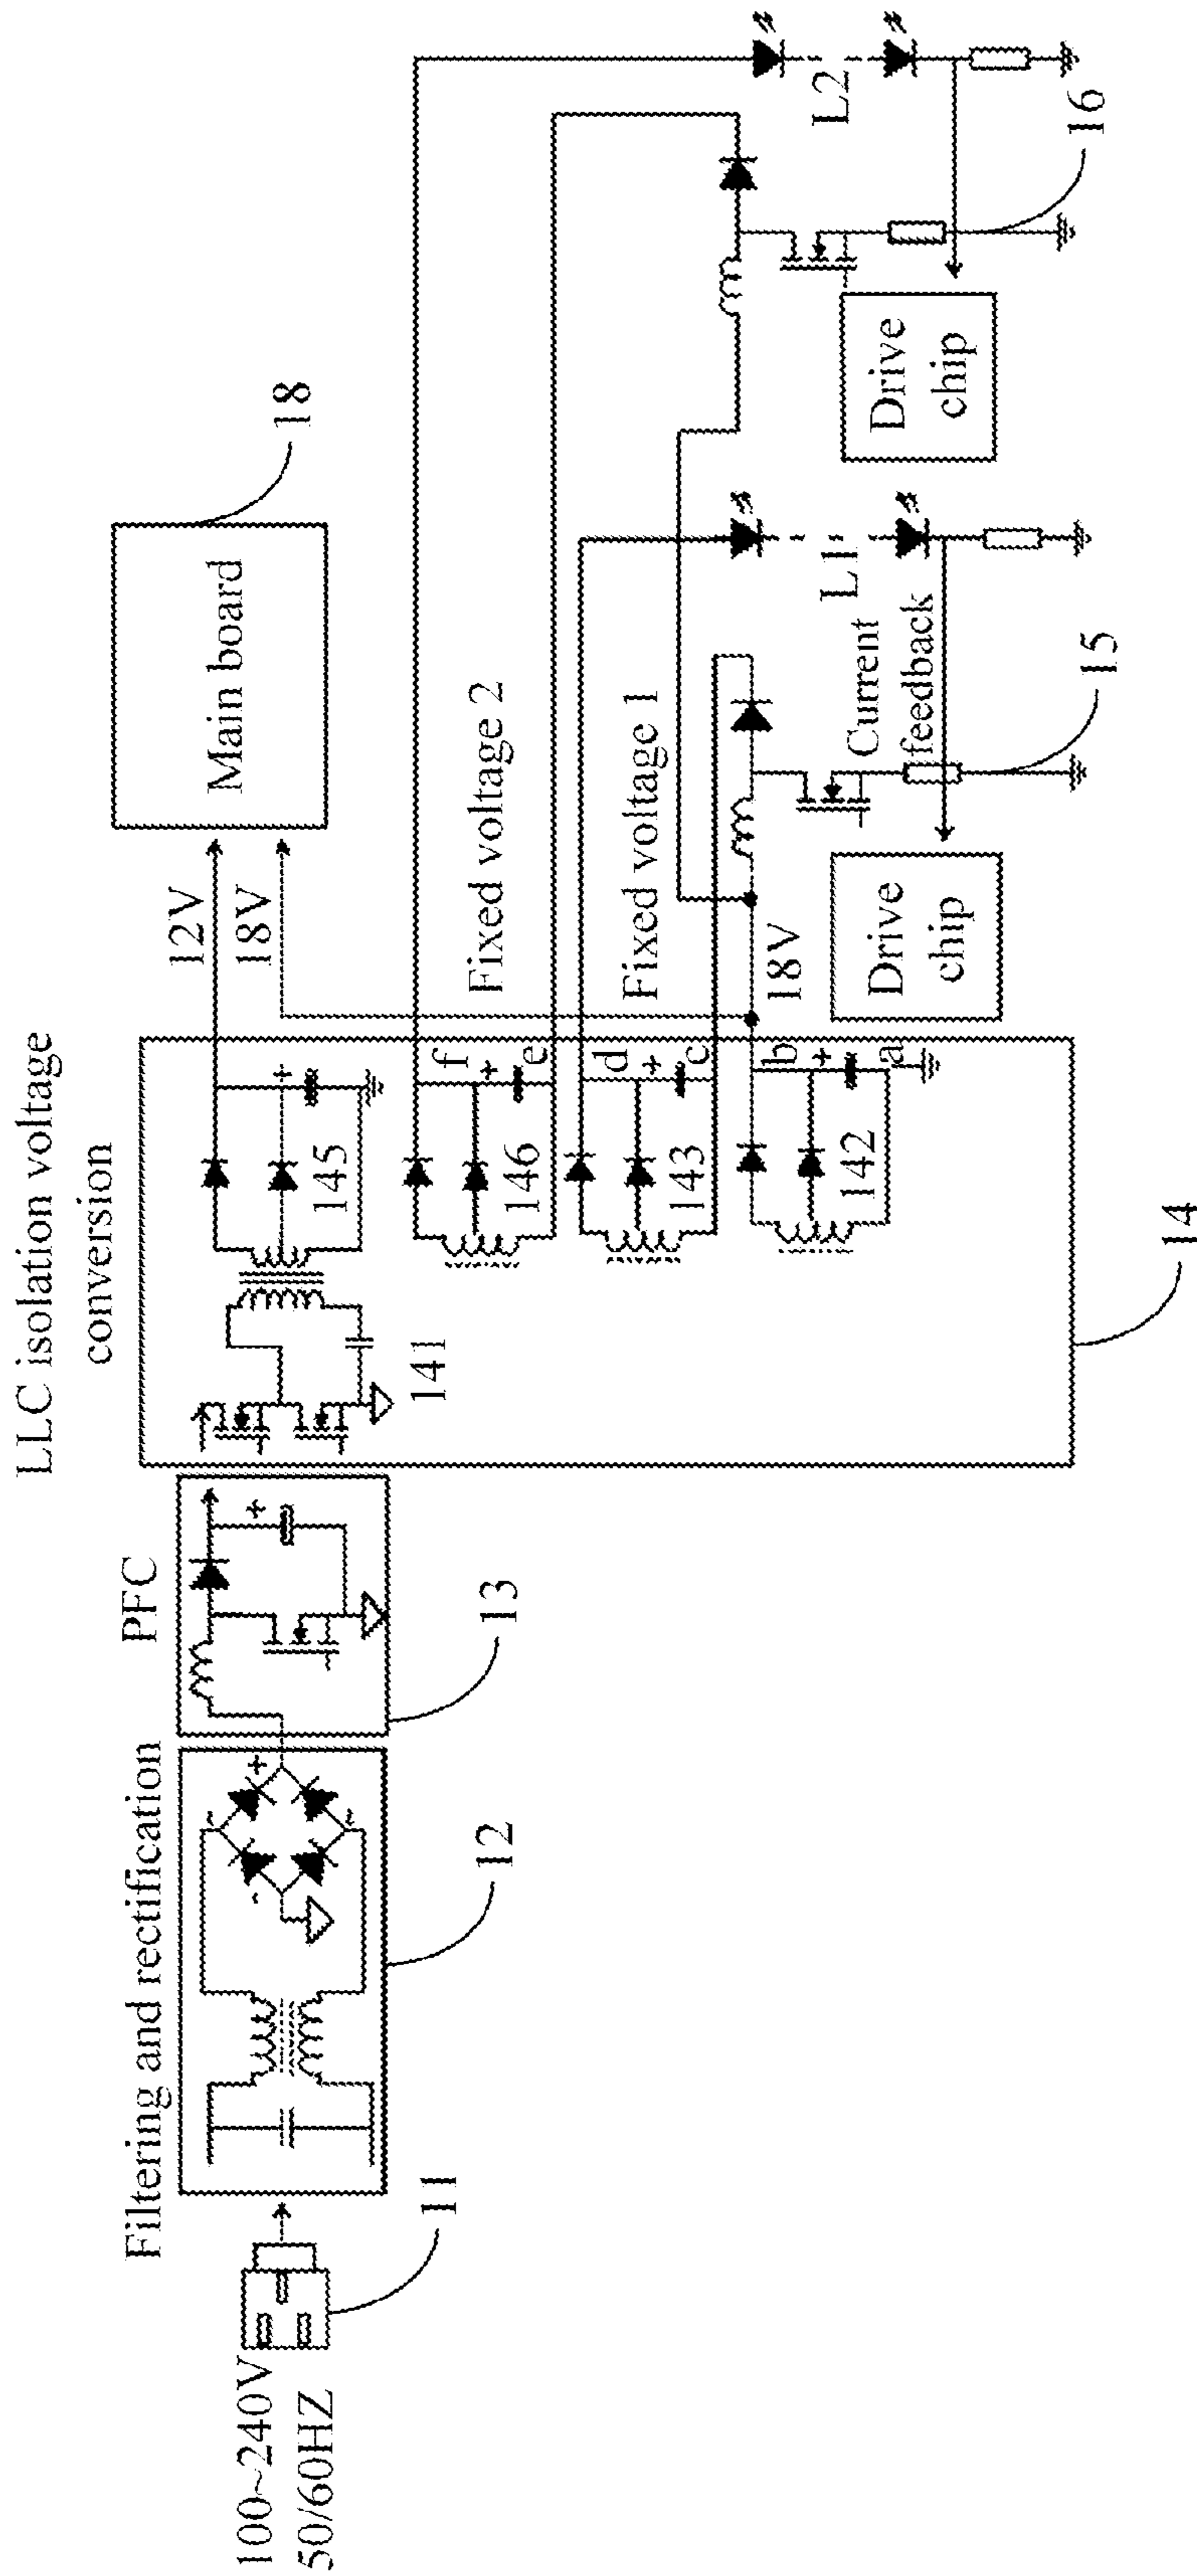 LLC isolation voltage
conversion
PFC
Filtering and rectification
100~240V
50/60HZ
11
12
13
14
141
145
146
143
142
+
+
+
+
+
+
-
~
~
f
e
d
c
b
a
12V
18V
Main board
18
Fixed voltage 2
Fixed voltage 1
18V
Drive
chip
Current
feedback
15
L1
Drive
chip
16
L2